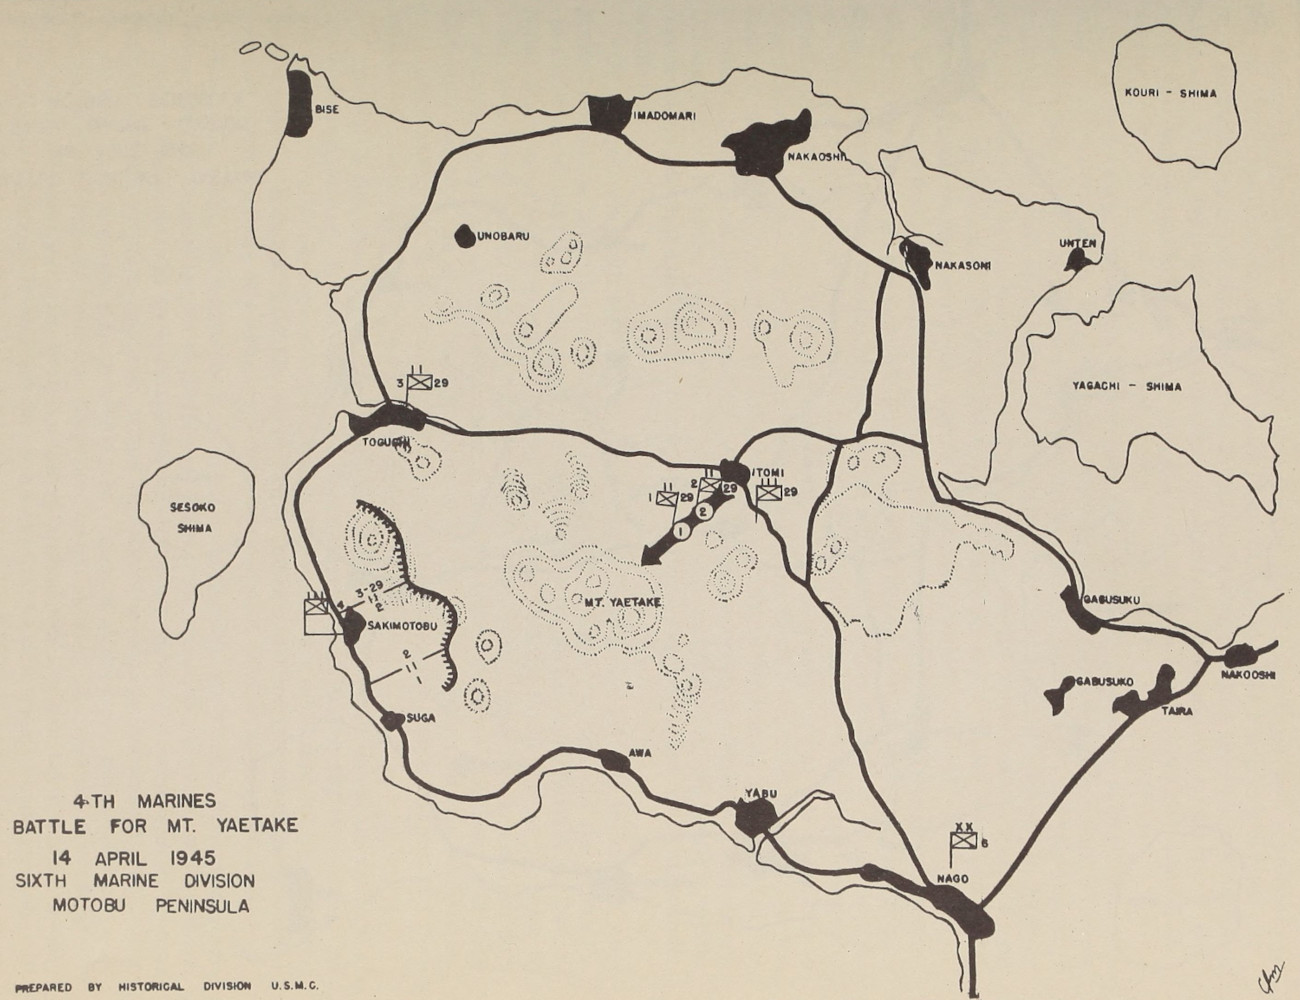 KOURI - SHIMA
BISE
IMADOMARI
NAKAOSHI
UNOBARU
NAKASONI
UNTEN
YAGACHI - SHIMA
3 29
TOGUCHI
ITOMI
1 29
2 29
29
2
1
SESOKO
SHIMA
MT. YAETAKE
3-29
2
4
SAKIMOTOBU
2
GABUSUKU
SUGA
GABUSUKO
TAIRA
NAKOOSHI
AWA
YABU
XX
6
NAGO
4TH MARINES
BATTLE FOR MT. YAETAKE
14 APRIL 1945
SIXTH MARINE DIVISION
MOTOBU PENINSULA
PREPARED BY HISTORICAL DIVISION U.S.M.C.